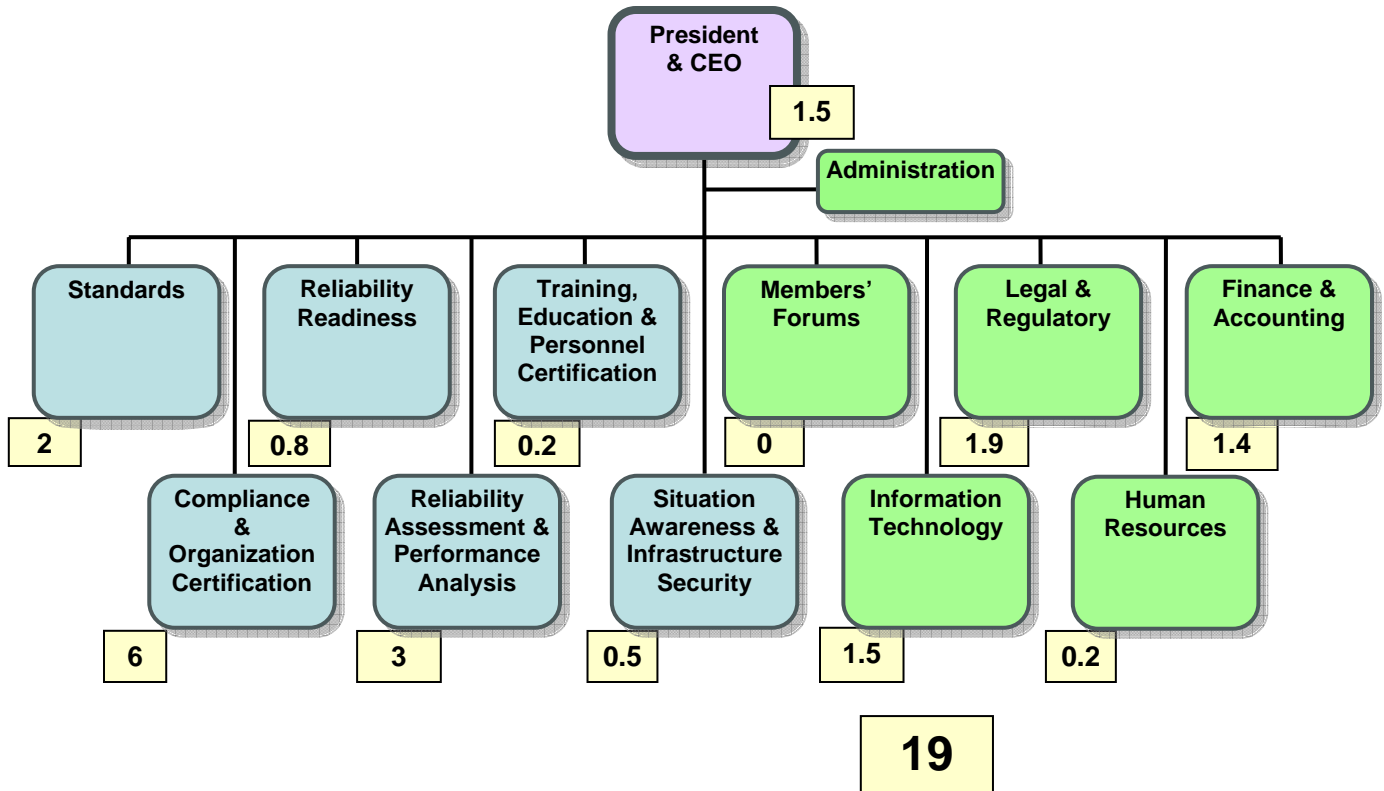 President
& CEO
1.5
Administration
Standards
2
Reliability
Readiness
0.8
Training,
Education &
Personnel
Certification
0.2
Members’
Forums
0
Legal &
Regulatory
1.9
Finance &
Accounting
1.4
Compliance
&
Organization
Certification
6
Reliability
Assessment &
Performance
Analysis
3
Situation
Awareness &
Infrastructure
Security
0.5
Information
Technology
1.5
Human
Resources
0.2
19